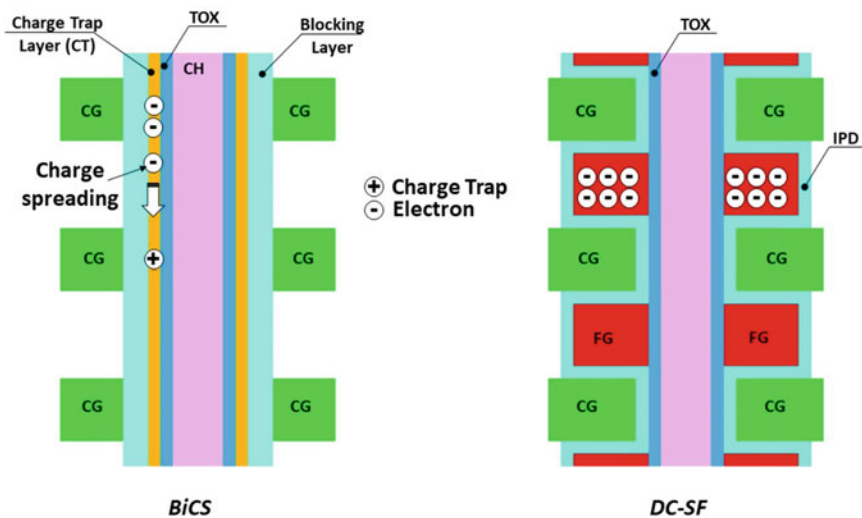 Charge Trap
Layer (CT)
TOX
Blocking
Layer
CH
CG
CG
Charge
spreading
CG
CG
CG
CG
BiCS
+ Charge Trap
- Electron
TOX
IPD
CG
CG
CG
CG
FG
FG
CG
CG
DC-SF